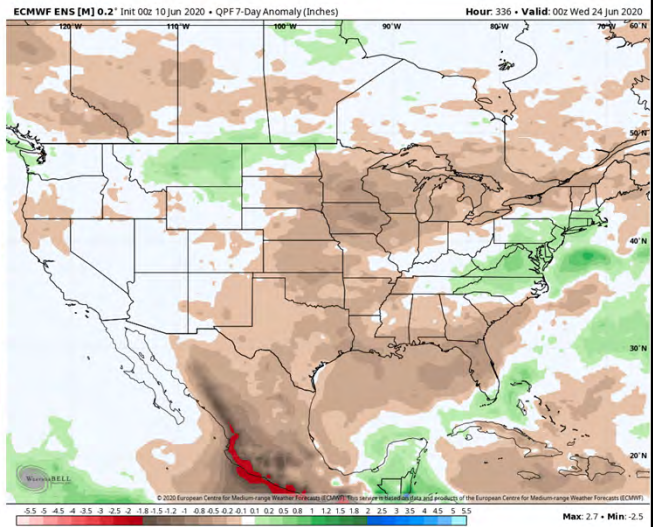 ECMWF ENS [M] 0.2° Init 00z 10 Jun 2020 • QPF 7-Day Anomaly (Inches) Hour: 336 • Valid: 00z Wed 24 Jun 2020
120°W 110°W 100°W 90°W 80°W 70°W 60°
50°N
40°N
30°N
20°N
WeatherBELL
© 2020 European Centre for Medium-range Weather Forecasts (ECMWF). This service is based on data and products of the European Centre for Medium-range Weather Forecasts (ECMWF)
-5.5 -5 -4.5 -4 -3.5 -3 -2.5 -2 -1.8 -1.5 -1.2 -1 -0.8 -0.5 -0.2 -0.1 0.1 0.2 0.5 0.8 1 1.2 1.5 1.8 2 2.5 3 3.5 4 4.5 5 5.5 Max: 2.7 • Min: -2.5